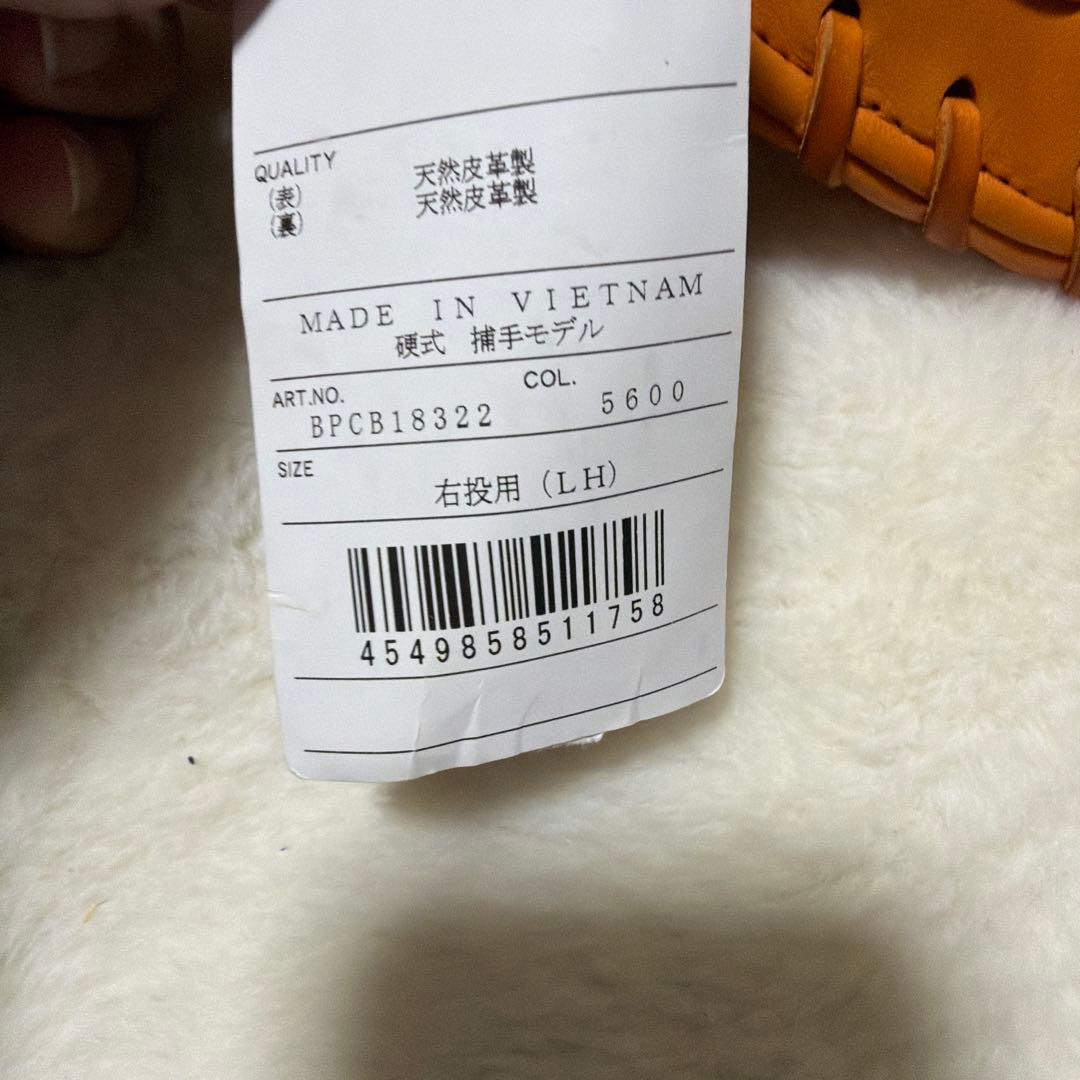 QUALITY
(表) 天然皮革製
(裏) 天然皮革製
MADE IN VIETNAM
硬式 捕手モデル
ART.NO. COL.
BPCB18322 5600
SIZE
右投用 (LH)
4549858511758